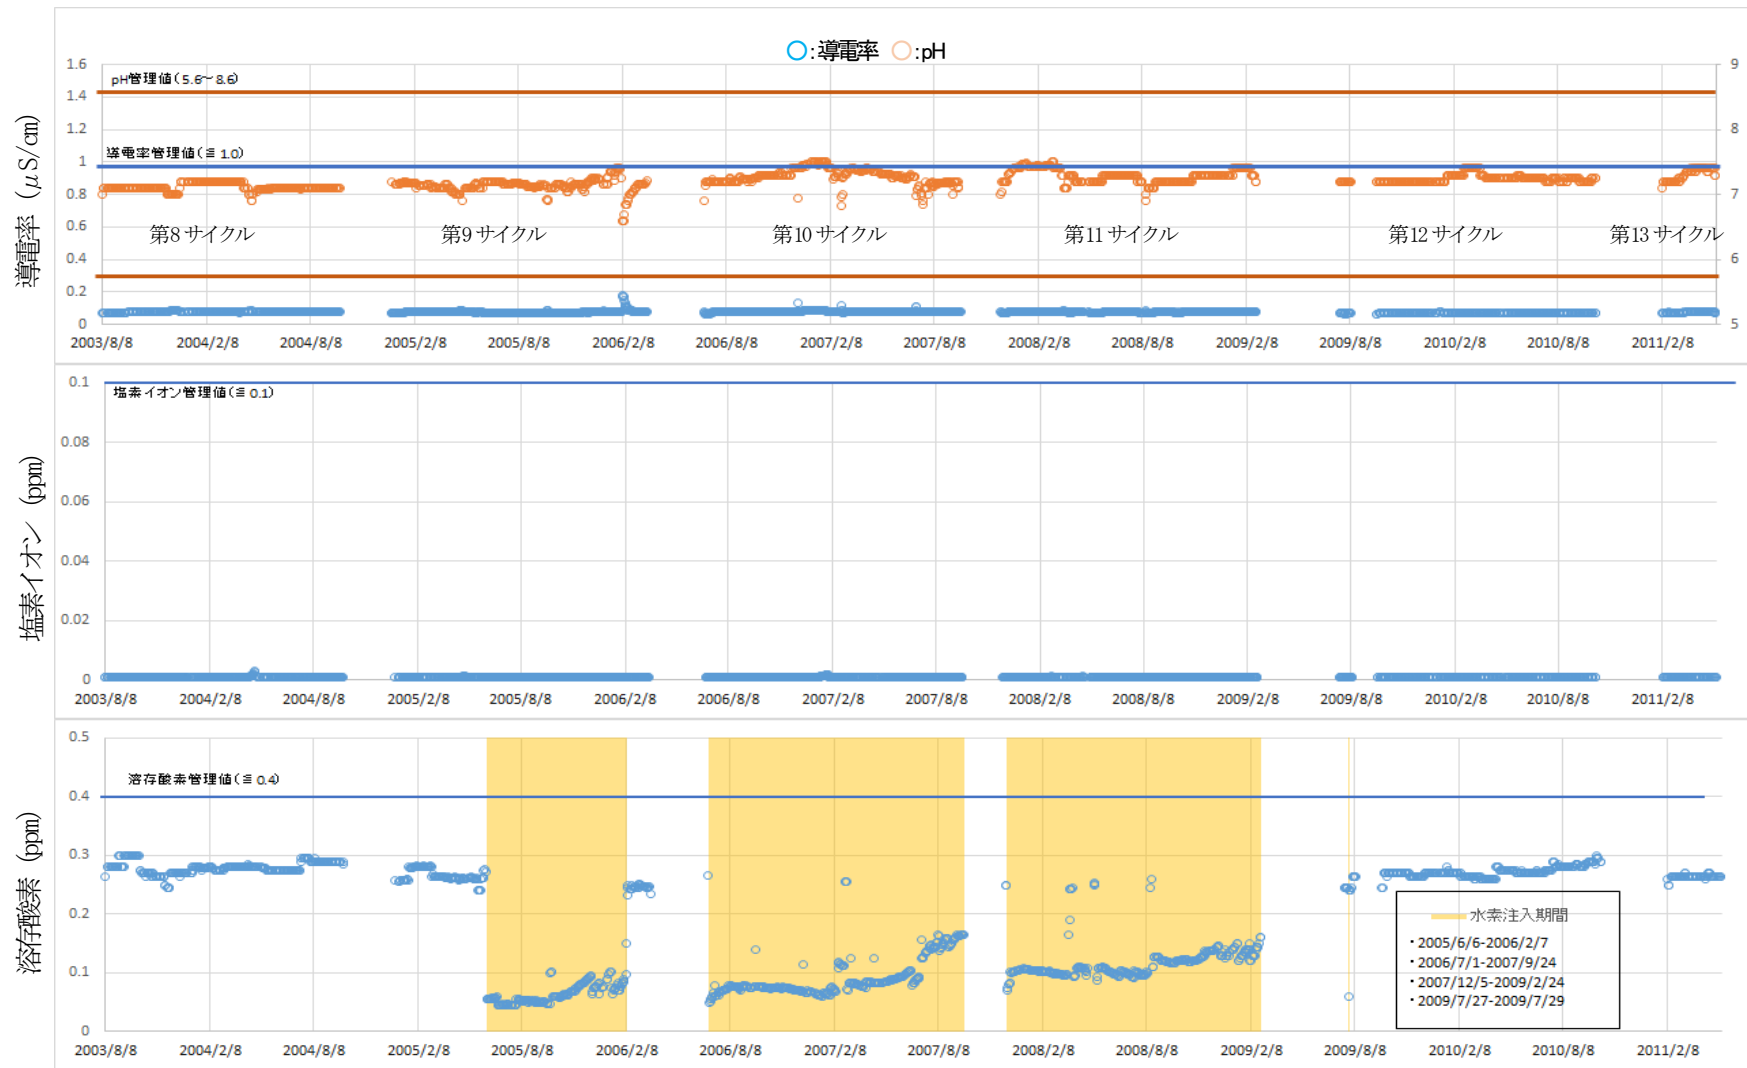 ○:導電率 ○:pH
導電率 (μS/cm)
1.6
1.4
1.2
1
0.8
0.6
0.4
0.2
0
9
8
7
6
5
pH管理値(5.6~8.6)
導電率管理値(≦1.0)
第8サイクル
第9サイクル
第10サイクル
第11サイクル
第12サイクル
第13サイクル
2003/8/8 2004/2/8 2004/8/8 2005/2/8 2005/8/8 2006/2/8 2006/8/8 2007/2/8 2007/8/8 2008/2/8 2008/8/8 2009/2/8 2009/8/8 2010/2/8 2010/8/8 2011/2/8
塩素イオン (ppm)
0.1
0.08
0.06
0.04
0.02
0
塩素イオン管理値(≦0.1)
2003/8/8 2004/2/8 2004/8/8 2005/2/8 2005/8/8 2006/2/8 2006/8/8 2007/2/8 2007/8/8 2008/2/8 2008/8/8 2009/2/8 2009/8/8 2010/2/8 2010/8/8 2011/2/8
溶存酸素 (ppm)
0.5
0.4
0.3
0.2
0.1
0
溶存酸素管理値(≦0.4)
水素注入期間
・2005/6/6-2006/2/7
・2006/7/1-2007/9/24
・2007/12/5-2009/2/24
・2009/7/27-2009/7/29
2003/8/8 2004/2/8 2004/8/8 2005/2/8 2005/8/8 2006/2/8 2006/8/8 2007/2/8 2007/8/8 2008/2/8 2008/8/8 2009/2/8 2009/8/8 2010/2/8 2010/8/8 2011/2/8